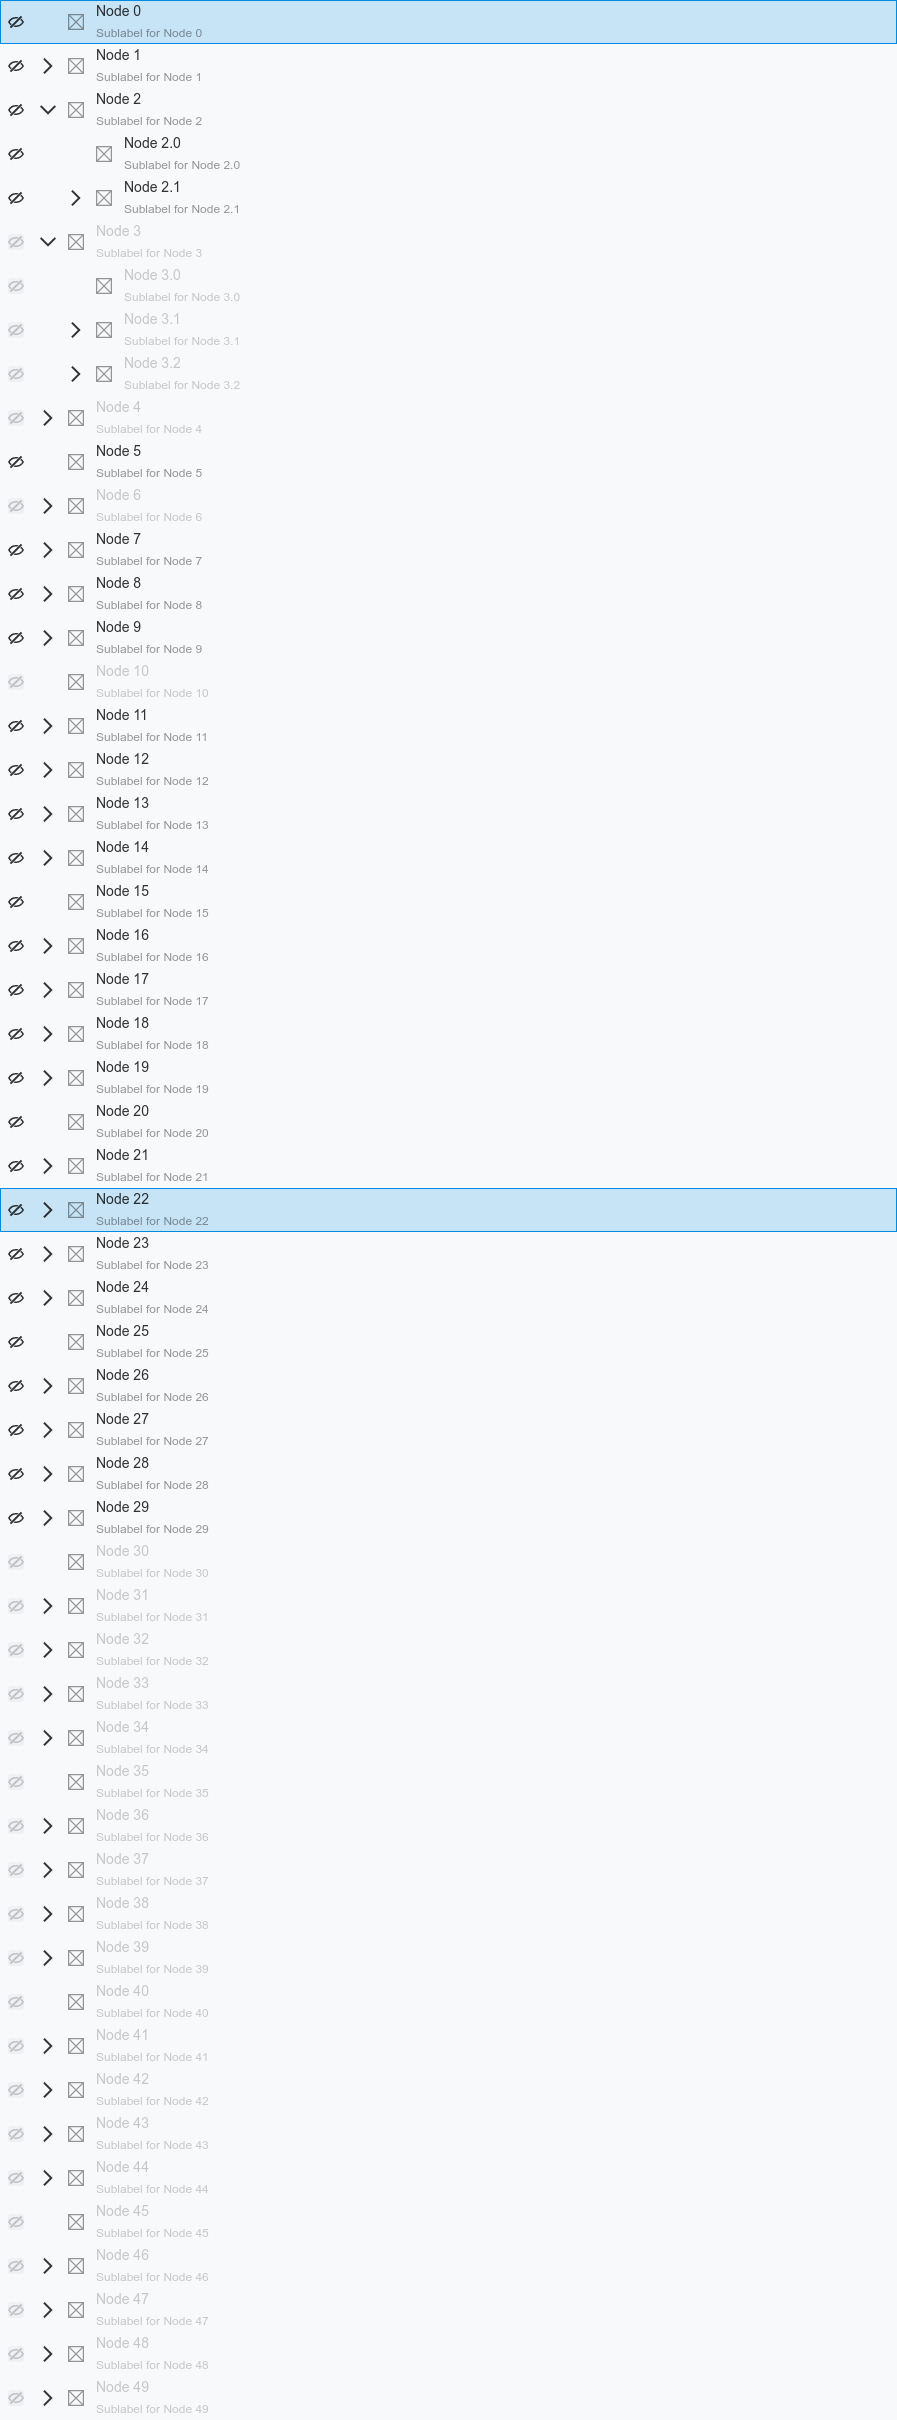 Node 0
Sublabel for Node 0
Node 1
Sublabel for Node 1
Node 2
Sublabel for Node 2
Node 2.0
Sublabel for Node 2.0
Node 2.1
Sublabel for Node 2.1
Node 3
Sublabel for Node 3
Node 3.0
Sublabel for Node 3.0
Node 3.1
Sublabel for Node 3.1
Node 3.2
Sublabel for Node 3.2
Node 4
Sublabel for Node 4
Node 5
Sublabel for Node 5
Node 6
Sublabel for Node 6
Node 7
Sublabel for Node 7
Node 8
Sublabel for Node 8
Node 9
Sublabel for Node 9
Node 10
Sublabel for Node 10
Node 11
Sublabel for Node 11
Node 12
Sublabel for Node 12
Node 13
Sublabel for Node 13
Node 14
Sublabel for Node 14
Node 15
Sublabel for Node 15
Node 16
Sublabel for Node 16
Node 17
Sublabel for Node 17
Node 18
Sublabel for Node 18
Node 19
Sublabel for Node 19
Node 20
Sublabel for Node 20
Node 21
Sublabel for Node 21
Node 22
Sublabel for Node 22
Node 23
Sublabel for Node 23
Node 24
Sublabel for Node 24
Node 25
Sublabel for Node 25
Node 26
Sublabel for Node 26
Node 27
Sublabel for Node 27
Node 28
Sublabel for Node 28
Node 29
Sublabel for Node 29
Node 30
Sublabel for Node 30
Node 31
Sublabel for Node 31
Node 32
Sublabel for Node 32
Node 33
Sublabel for Node 33
Node 34
Sublabel for Node 34
Node 35
Sublabel for Node 35
Node 36
Sublabel for Node 36
Node 37
Sublabel for Node 37
Node 38
Sublabel for Node 38
Node 39
Sublabel for Node 39
Node 40
Sublabel for Node 40
Node 41
Sublabel for Node 41
Node 42
Sublabel for Node 42
Node 43
Sublabel for Node 43
Node 44
Sublabel for Node 44
Node 45
Sublabel for Node 45
Node 46
Sublabel for Node 46
Node 47
Sublabel for Node 47
Node 48
Sublabel for Node 48
Node 49
Sublabel for Node 49